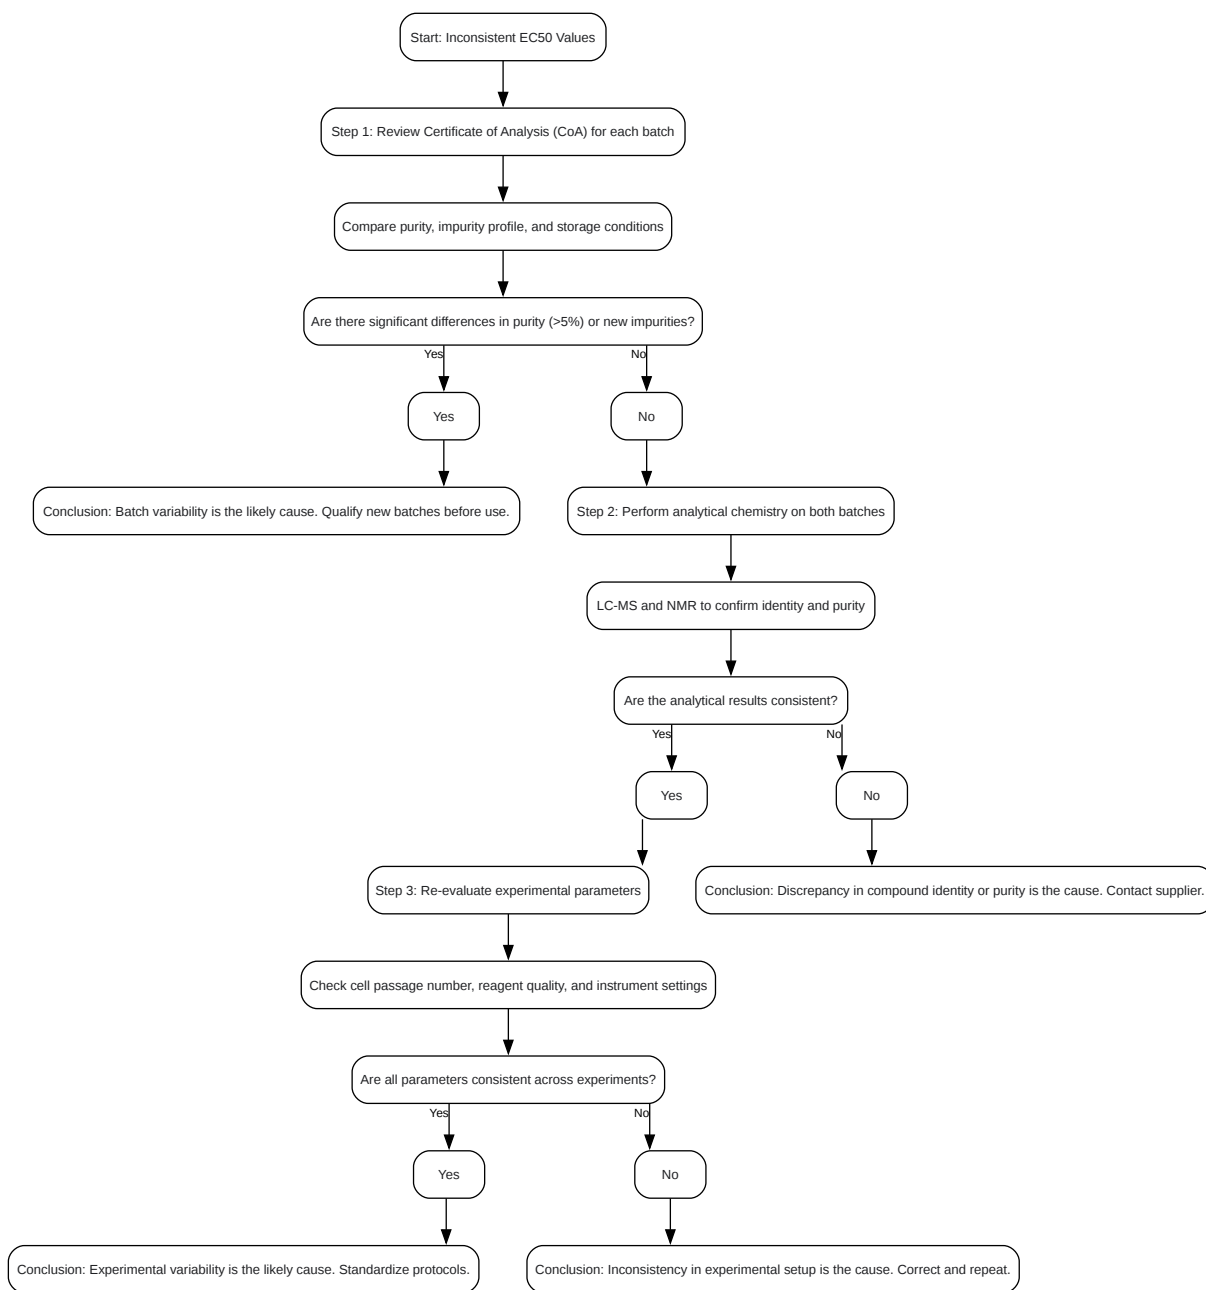 Start: Inconsistent EC50 Values
Step 1: Review Certificate of Analysis (CoA) for each batch
Compare purity, impurity profile, and storage conditions
Are there significant differences in purity (>5%) or new impurities?
Yes
No
Yes
No
Conclusion: Batch variability is the likely cause. Qualify new batches before use.
Step 2: Perform analytical chemistry on both batches
LC-MS and NMR to confirm identity and purity
Are the analytical results consistent?
Yes
No
Yes
No
Step 3: Re-evaluate experimental parameters
Conclusion: Discrepancy in compound identity or purity is the cause. Contact supplier.
Check cell passage number, reagent quality, and instrument settings
Are all parameters consistent across experiments?
Yes
No
Yes
No
Conclusion: Experimental variability is the likely cause. Standardize protocols.
Conclusion: Inconsistency in experimental setup is the cause. Correct and repeat.